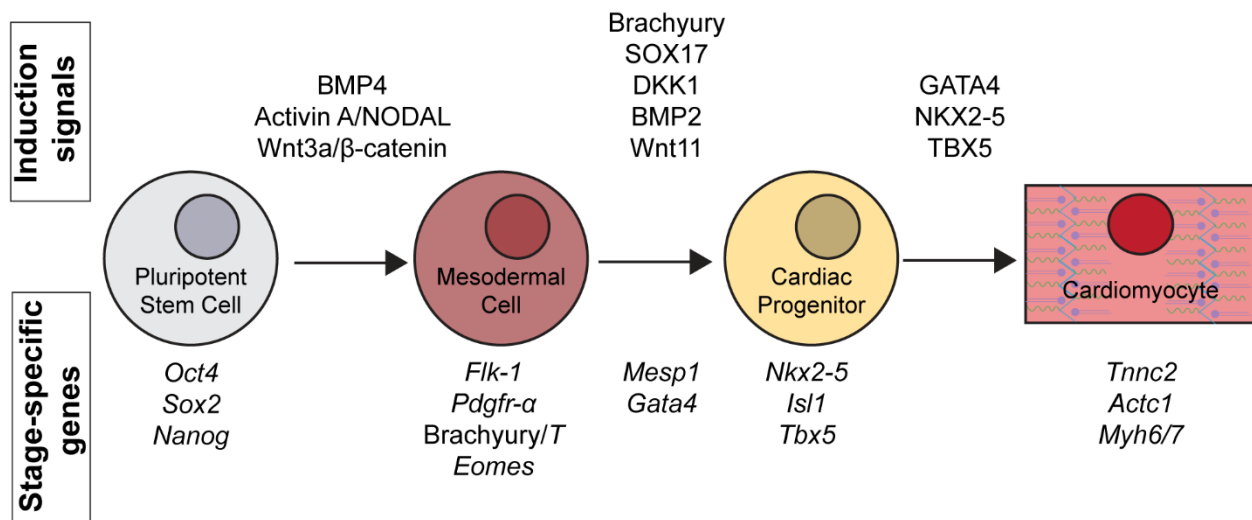 Induction
signals
BMP4
Activin A/NODAL
Wnt3a/β-catenin
Brachyury
SOX17
DKK1
BMP2
Wnt11
GATA4
NKX2-5
TBX5
Pluripotent
Stem Cell
Mesodermal
Cell
Cardiac
Progenitor
Cardiomyocyte
Stage-specific
genes
Oct4
Sox2
Nanog
Flk-1
Pdgfr-α
Brachyury/T
Eomes
Mesp1
Gata4
Nkx2-5
Isl1
Tbx5
Tnnc2
Actc1
Myh6/7